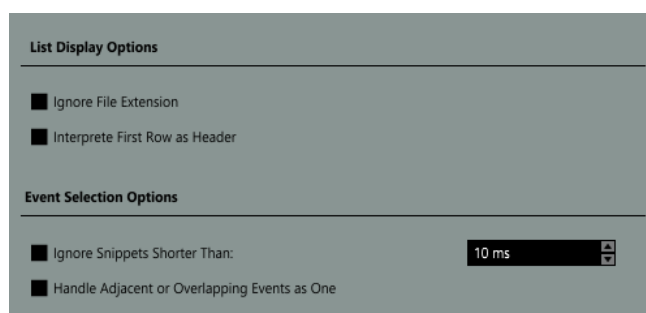 List Display Options
Ignore File Extension
Interprete First Row as Header
Event Selection Options
Ignore Snippets Shorter Than: 10 ms
Handle Adjacent or Overlapping Events as One